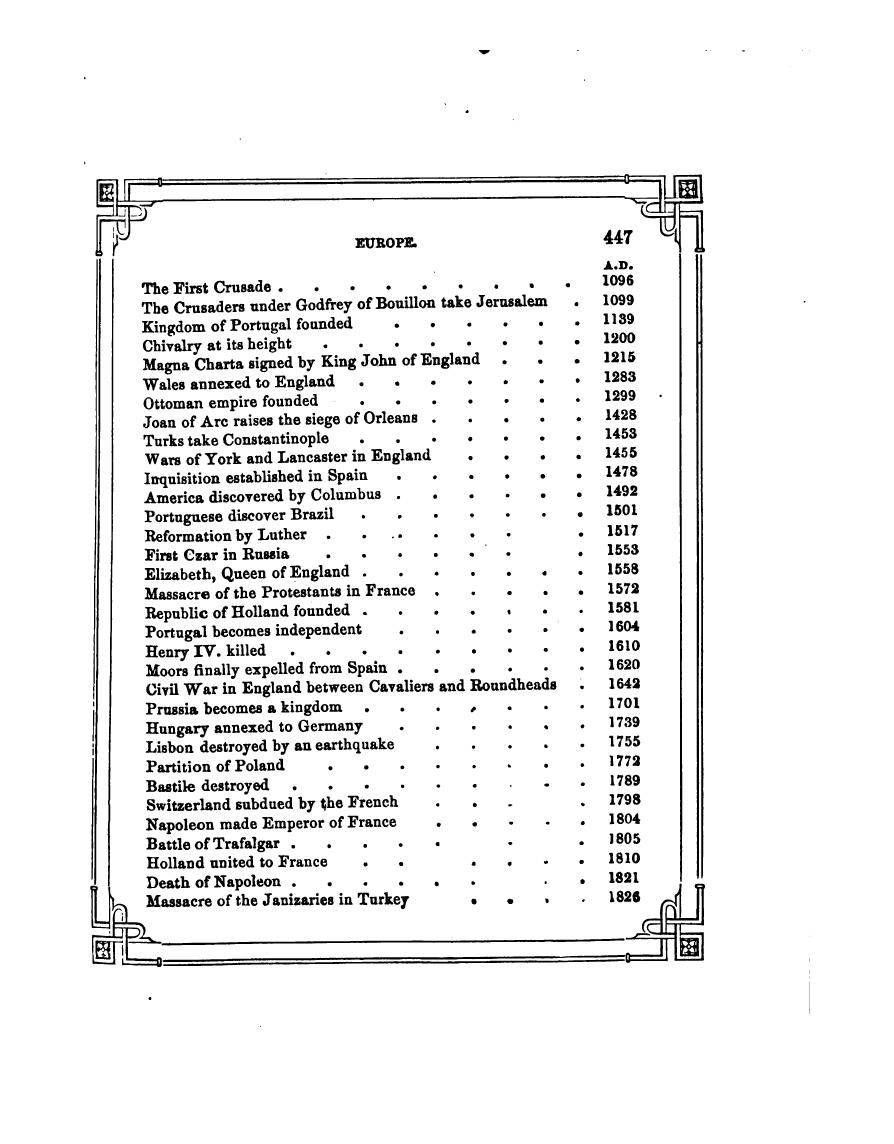 EUROPE. 447
A.D.
The First Crusade . . . . . . . . . 1096
The Crusaders under Godfrey of Bouillon take Jerusalem . 1099
Kingdom of Portugal founded . . . . . . 1139
Chivalry at its height . . . . . . . . 1200
Magna Charta signed by King John of England . . . 1215
Wales annexed to England . . . . . . . 1283
Ottoman empire founded . . . . . . . 1299
Joan of Arc raises the siege of Orleans . . . . . 1428
Turks take Constantinople . . . . . . . 1453
Wars of York and Lancaster in England . . . . 1455
Inquisition established in Spain . . . . . . 1478
America discovered by Columbus . . . . . . 1492
Portuguese discover Brazil . . . . . . . 1501
Reformation by Luther . . . . . . . 1517
First Czar in Russia . . . . . . . 1553
Elizabeth, Queen of England . . . . . . . 1558
Massacre of the Protestants in France . . . . . 1572
Republic of Holland founded . . . . . . . 1581
Portugal becomes independent . . . . . . 1604
Henry IV. killed . . . . . . . . . 1610
Moors finally expelled from Spain . . . . . . 1620
Civil War in England between Cavaliers and Roundheads . 1642
Prussia becomes a kingdom . . . . . . . 1701
Hungary annexed to Germany . . . . . . 1739
Lisbon destroyed by an earthquake . . . . . 1755
Partition of Poland . . . . . . . . 1772
Bastile destroyed . . . . . . . . . 1789
Switzerland subdued by the French . . . . 1798
Napoleon made Emperor of France . . . . . 1804
Battle of Trafalgar . . . . . . . 1805
Holland united to France . . . . . . 1810
Death of Napoleon . . . . . . . . 1821
Massacre of the Janizaries in Turkey . . . . 1826